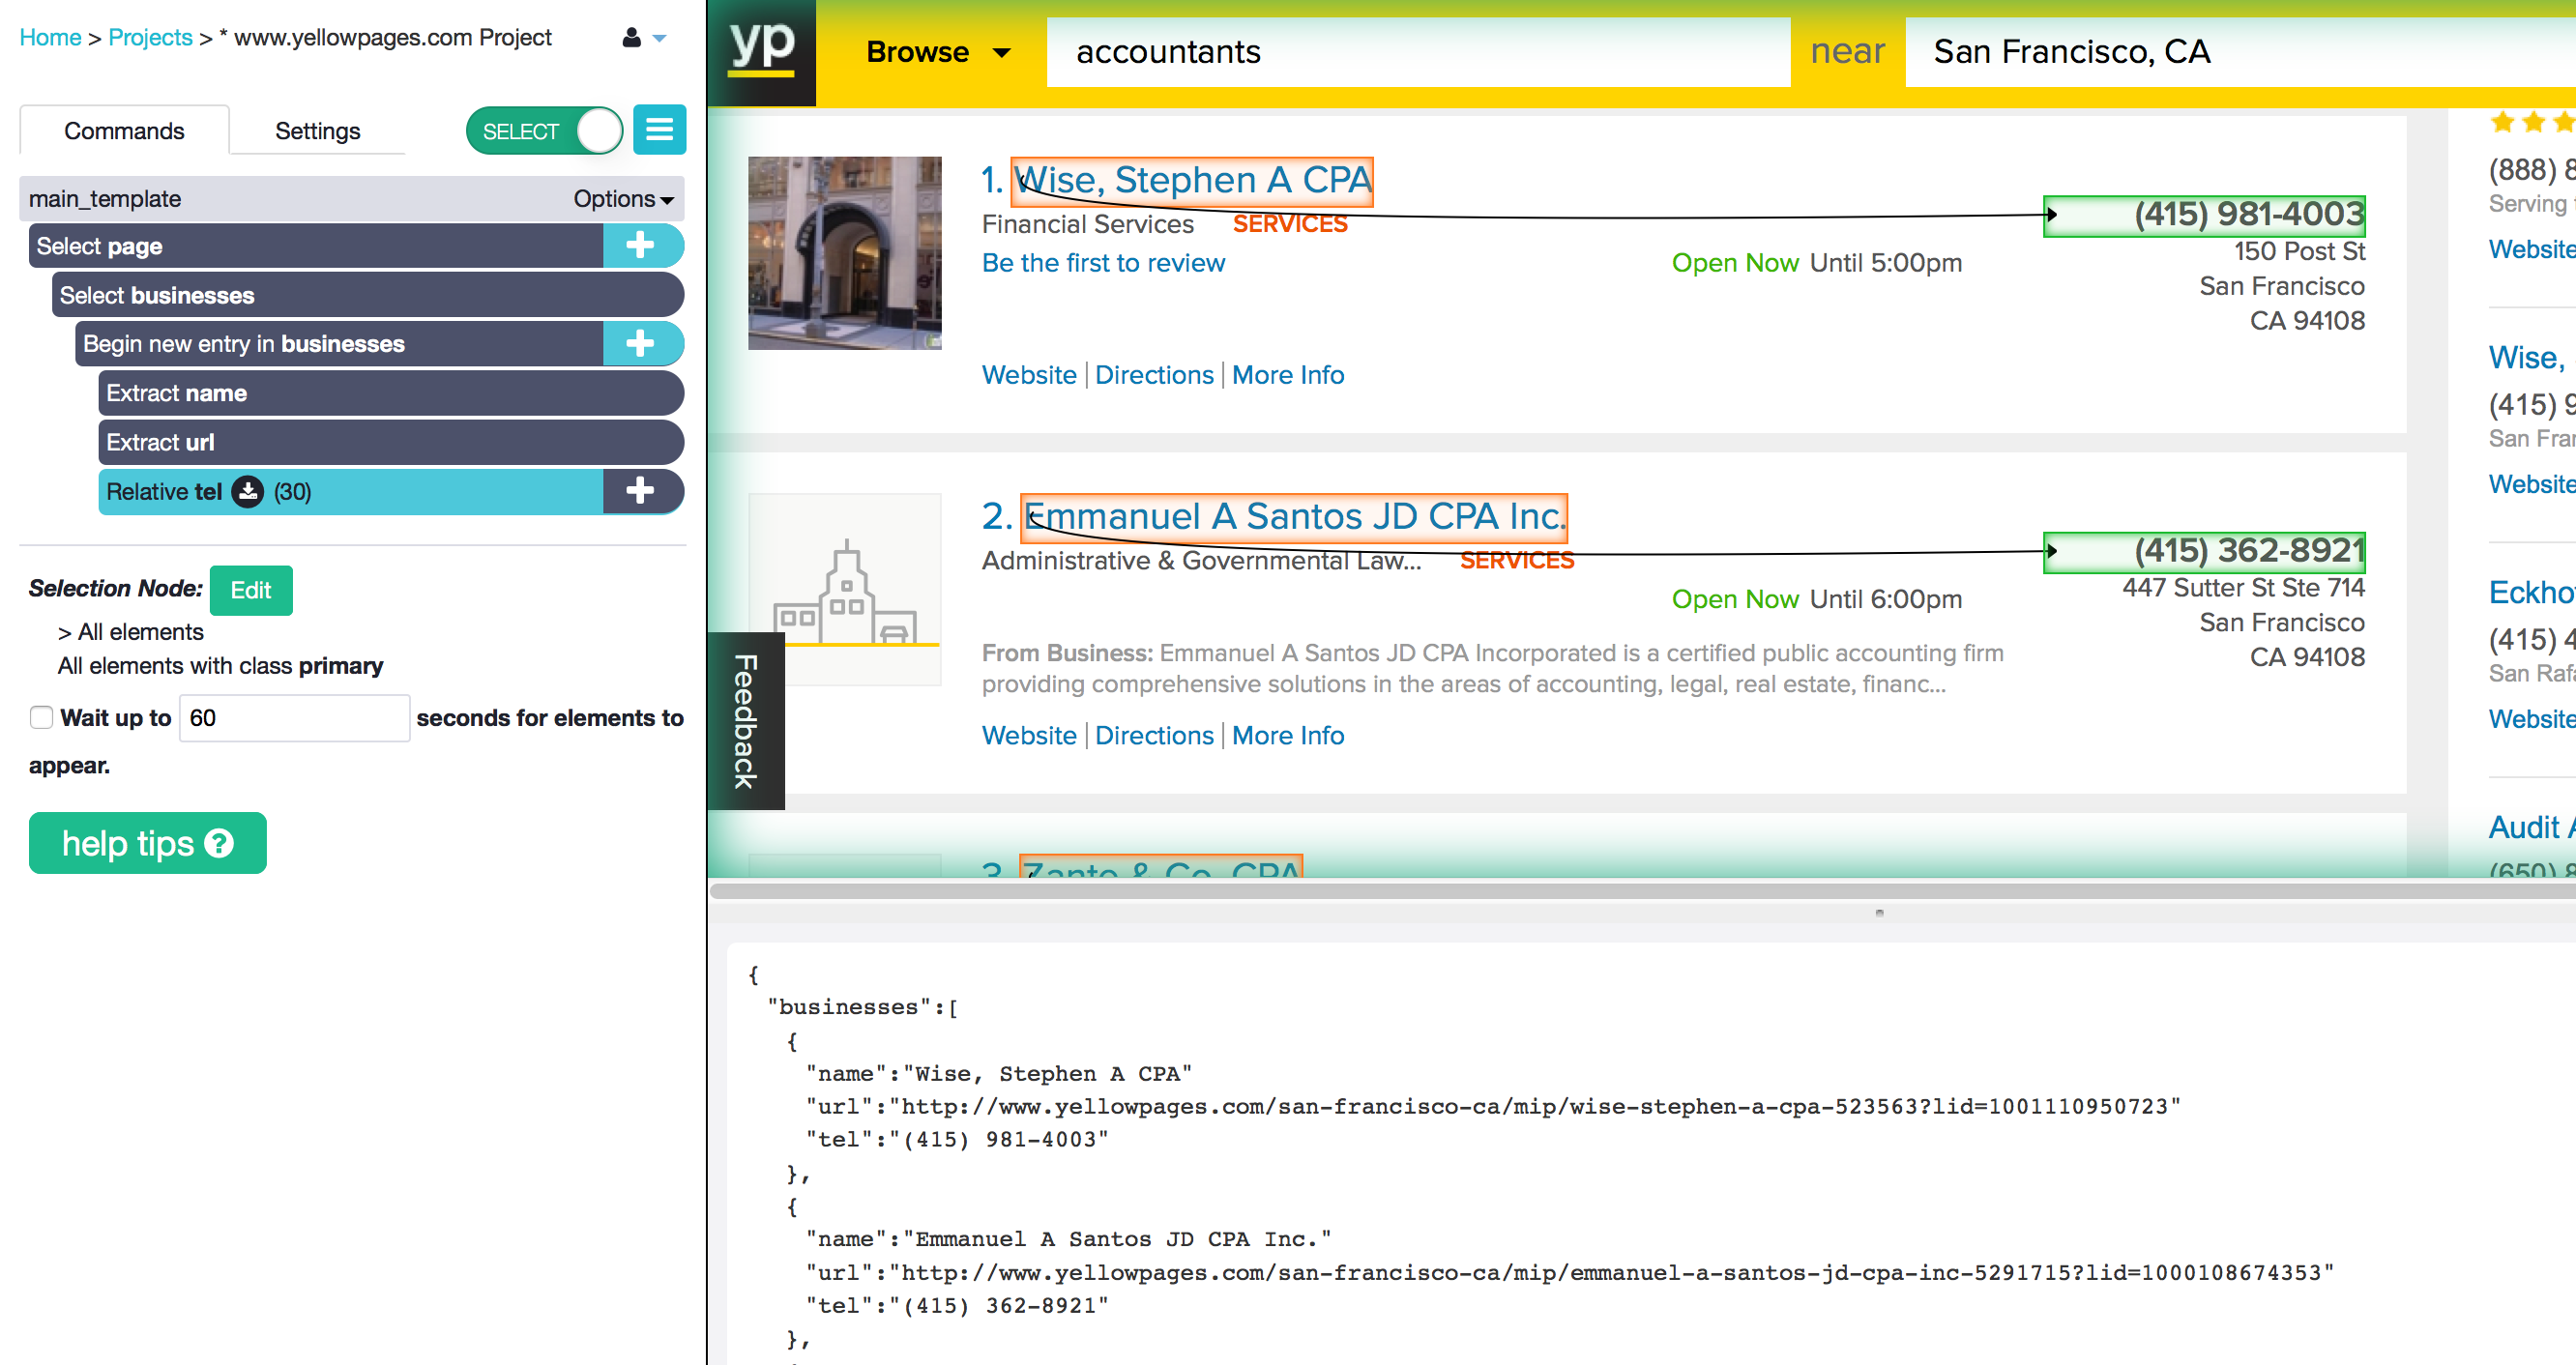 Home > Projects > * www.yellowpages.com Project
Commands
Settings
SELECT
main_template
Options
Select page
Select businesses
Begin new entry in businesses
Extract name
Extract url
Relative tel (30)
Selection Node: Edit
> All elements
All elements with class primary
Wait up to 60 seconds for elements to
appear.
help tips ?
yp
Browse
accountants
near
San Francisco, CA
1. Wise, Stephen A CPA
Financial Services SERVICES
Be the first to review
Open Now Until 5:00pm
(415) 981-4003
150 Post St
San Francisco
CA 94108
Website | Directions | More Info
2. Emmanuel A Santos JD CPA Inc.
Administrative & Governmental Law... SERVICES
Open Now Until 6:00pm
(415) 362-8921
447 Sutter St Ste 714
San Francisco
CA 94108
From Business: Emmanuel A Santos JD CPA Incorporated is a certified public accounting firm
providing comprehensive solutions in the areas of accounting, legal, real estate, financ...
Website | Directions | More Info
Feedback
3. Zante & Co. CPA
(888) 8
Serving
Website
Wise,
(415) 9
San Fran
Website
Eckho
(415) 4
San Rafa
Website
Audit A
(650) 8
{
"businesses":[
{
"name":"Wise, Stephen A CPA"
"url":"http://www.yellowpages.com/san-francisco-ca/mip/wise-stephen-a-cpa-523563?lid=1001110950723"
"tel":"(415) 981-4003"
},
{
"name":"Emmanuel A Santos JD CPA Inc."
"url":"http://www.yellowpages.com/san-francisco-ca/mip/emmanuel-a-santos-jd-cpa-inc-5291715?lid=1000108674353"
"tel":"(415) 362-8921"
},